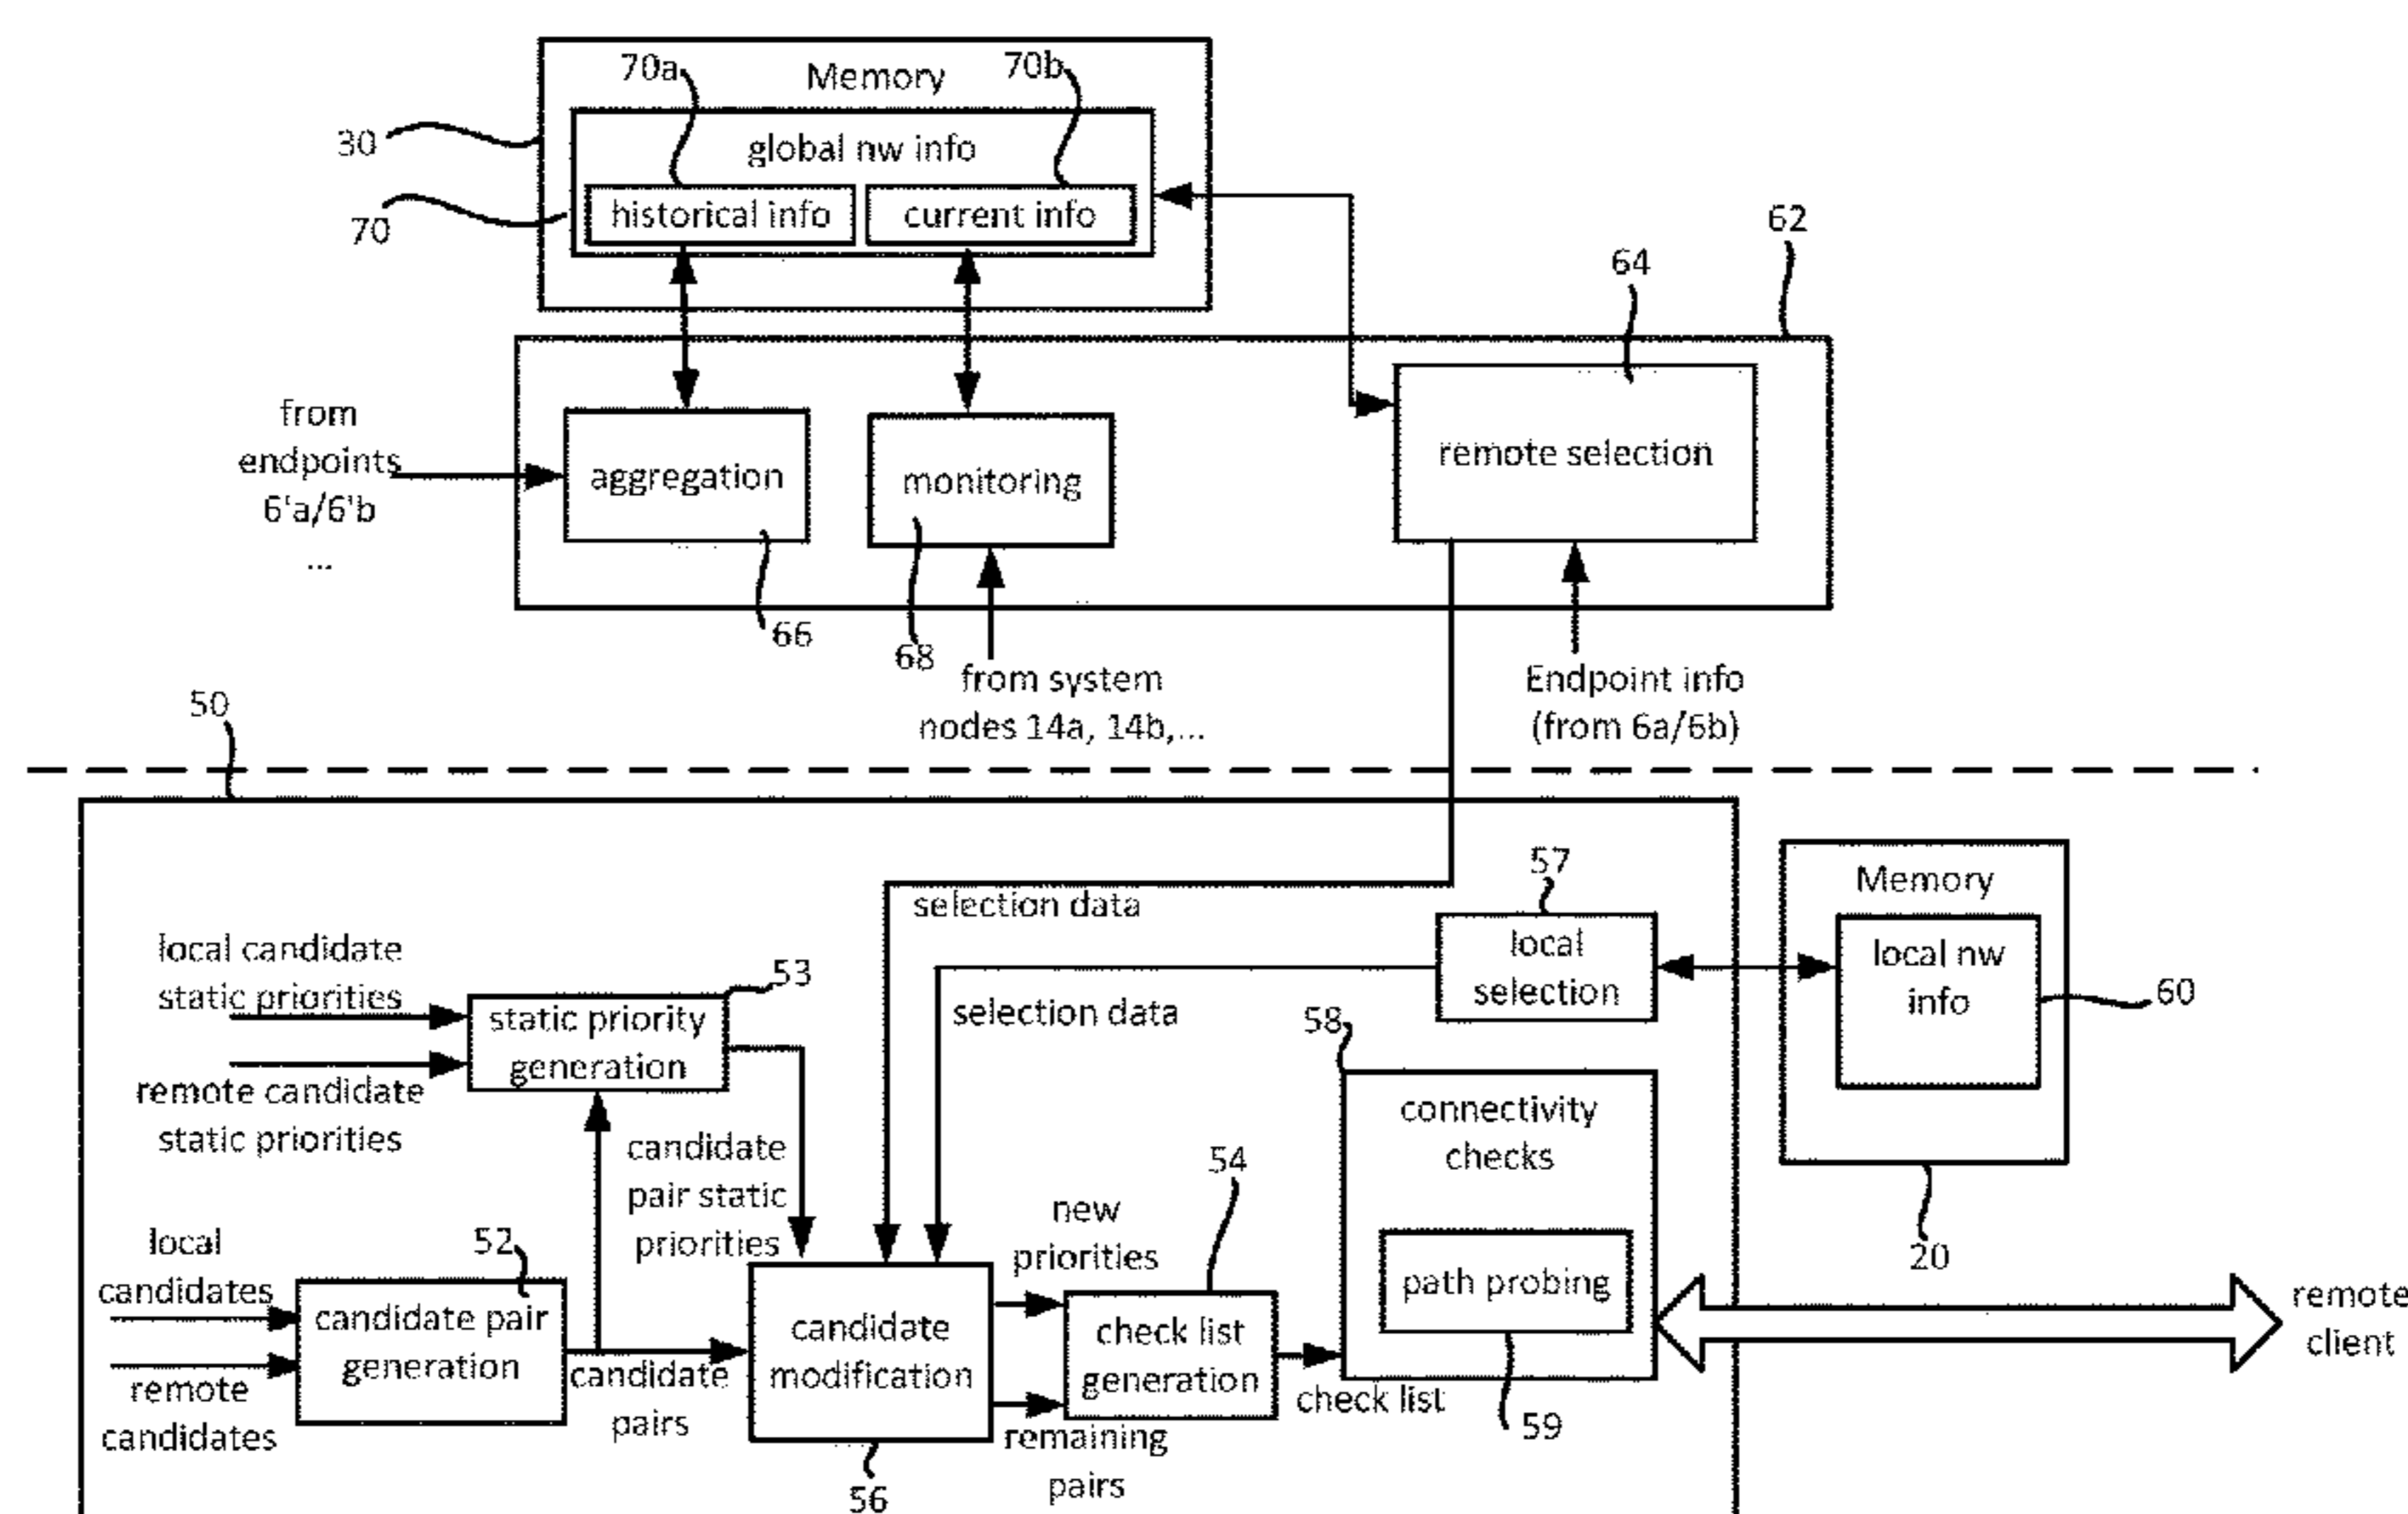 70a
Memory
70b
30
global nw info
70
historical info
current info
62
64
from
endpoints
6'a/6'b
...
aggregation
monitoring
remote selection
66
68
from system
nodes 14a, 14b,...
Endpoint info
(from 6a/6b)
50
selection data
57
local
selection
Memory
local nw
info
60
20
local candidate
static priorities
53
static priority
generation
remote candidate
static priorities
selection data
58
connectivity
checks
path probing
59
candidate
pair static
priorities
54
new
priorities
local
candidates
52
candidate pair
generation
remote
candidates
candidate
pairs
candidate
modification
56
check list
generation
remaining
pairs
check list
remote
client